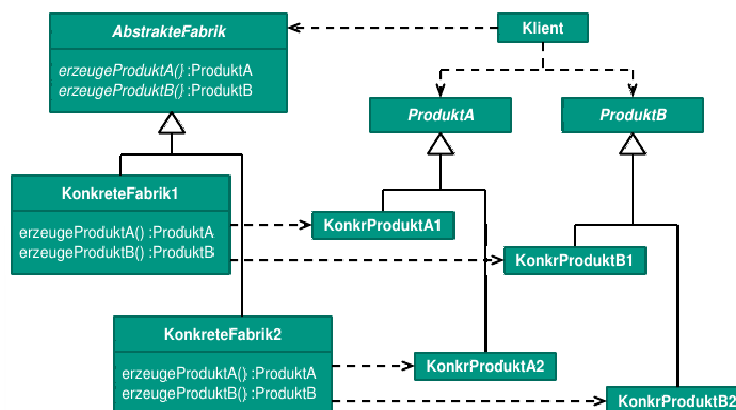 AbstrakteFabrik
erzeugeProduktA() :ProduktA
erzeugeProduktB() :ProduktB
Klient
ProduktA
ProduktB
KonkreteFabrik1
erzeugeProduktA() :ProduktA
erzeugeProduktB() :ProduktB
KonkrProduktA1
KonkrProduktB1
KonkreteFabrik2
erzeugeProduktA() :ProduktA
erzeugeProduktB() :ProduktB
KonkrProduktA2
KonkrProduktB2